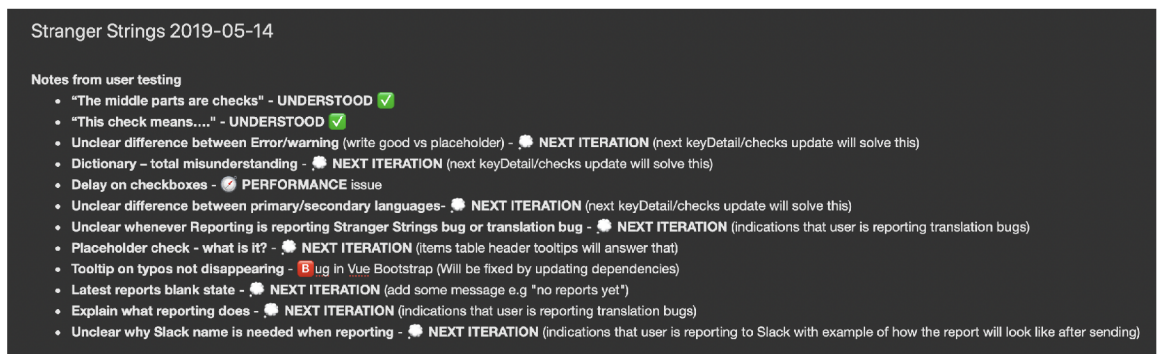 Stranger Strings 2019-05-14
Notes from user testing
• “The middle parts are checks" - UNDERSTOOD ✅
• “This check means...." - UNDERSTOOD ✅
• Unclear difference between Error/warning (write good vs placeholder) - 💭 NEXT ITERATION (next keyDetail/checks update will solve this)
• Dictionary – total misunderstanding - 💭 NEXT ITERATION (next keyDetail/checks update will solve this)
• Delay on checkboxes - 🧭 PERFORMANCE issue
• Unclear difference between primary/secondary languages- 💭 NEXT ITERATION (next keyDetail/checks update will solve this)
• Unclear whenever Reporting is reporting Stranger Strings bug or translation bug - 💭 NEXT ITERATION (indications that user is reporting translation bugs)
• Placeholder check - what is it? - 💭 NEXT ITERATION (items table header tooltips will answer that)
• Tooltip on typos not disappearing - 🅱️ug in Vue Bootstrap (Will be fixed by updating dependencies)
• Latest reports blank state - 💭 NEXT ITERATION (add some message e.g "no reports yet")
• Explain what reporting does - 💭 NEXT ITERATION (indications that user is reporting translation bugs)
• Unclear why Slack name is needed when reporting - 💭 NEXT ITERATION (indications that user is reporting to Slack with example of how the report will look like after sending)